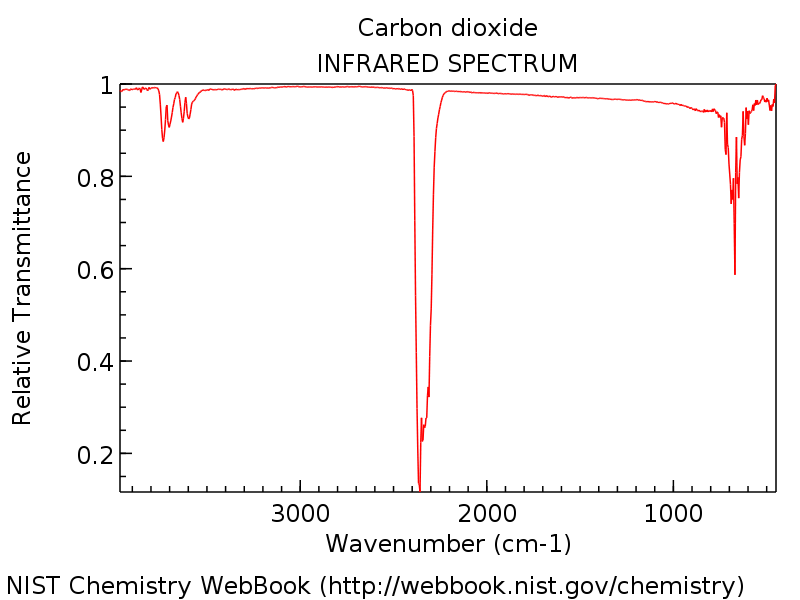 Carbon dioxide
INFRARED SPECTRUM
1
0.8
0.6
0.4
0.2
Relative Transmittance
3000
2000
1000
Wavenumber (cm-1)
NIST Chemistry WebBook (http://webbook.nist.gov/chemistry)